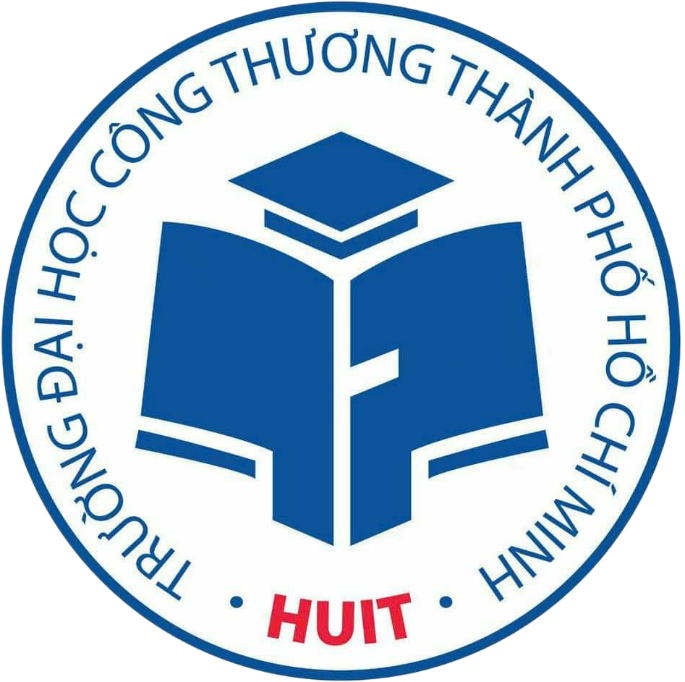 TRƯỜNG ĐẠI HỌC CÔNG THƯƠNG THÀNH PHỐ HỒ CHÍ MINH
• HUIT •